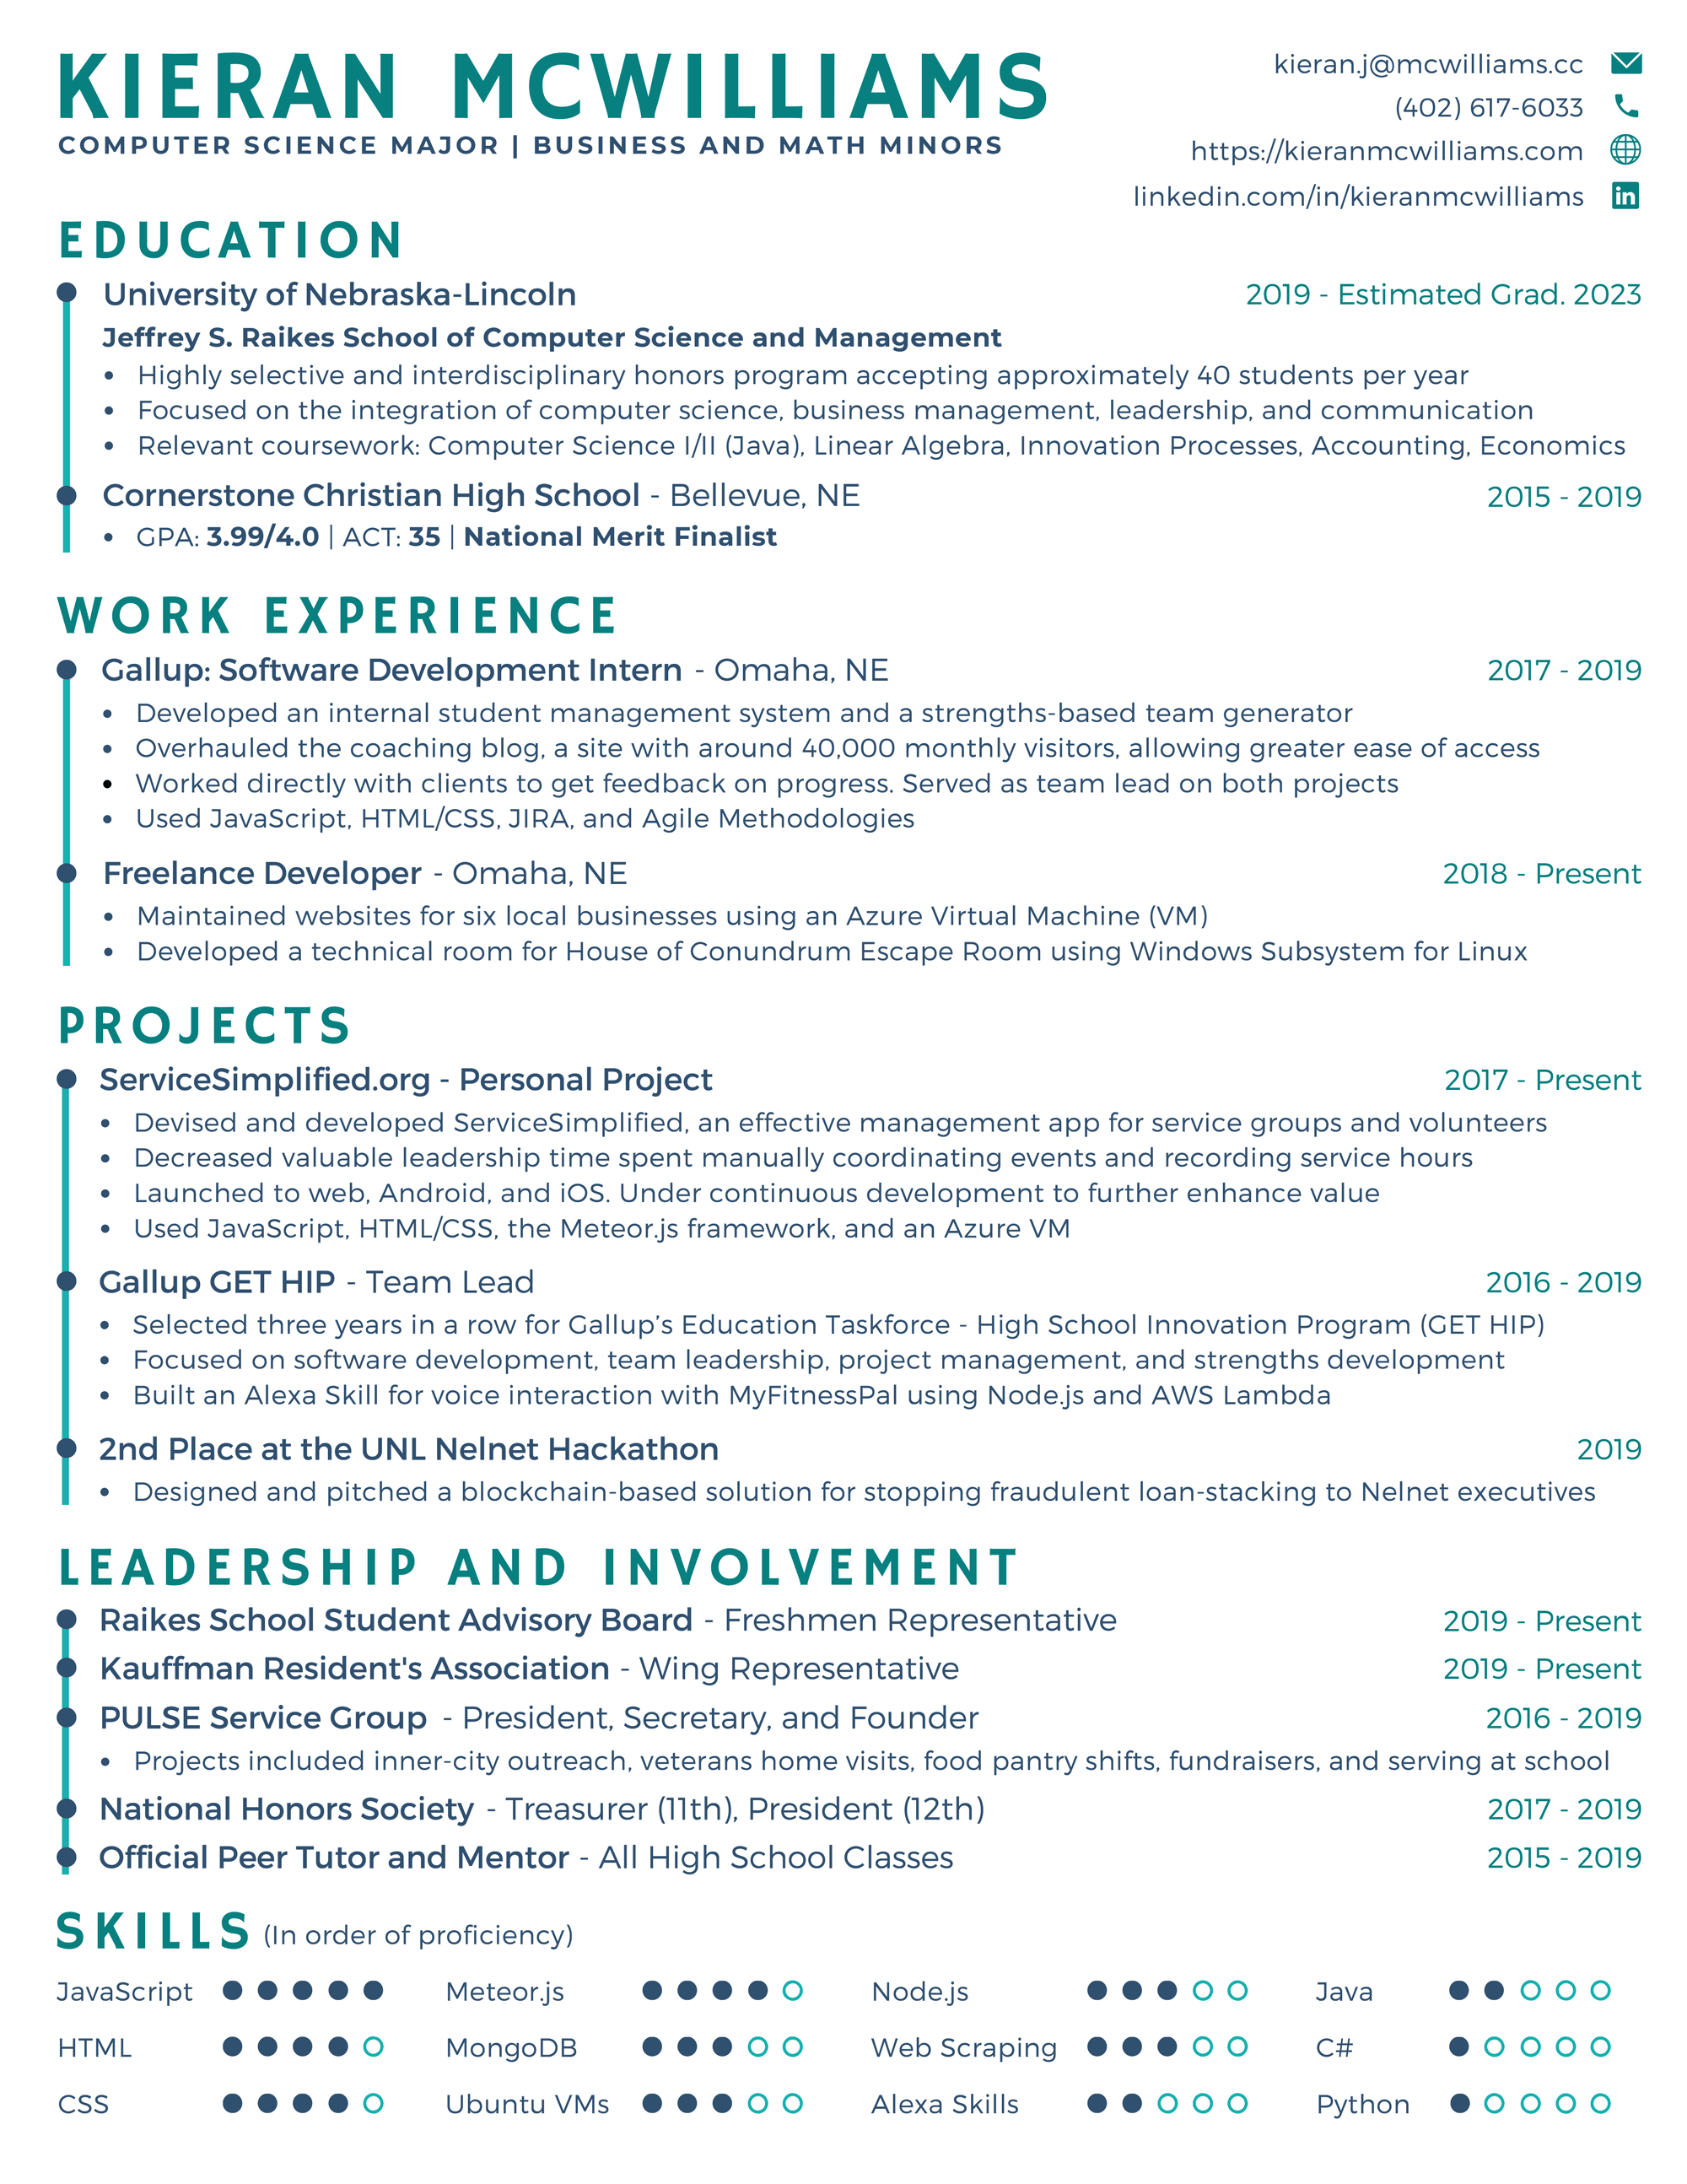 KIERAN MCWILLIAMS
COMPUTER SCIENCE MAJOR | BUSINESS AND MATH MINORS
kieran.j@mcwilliams.cc
(402) 617-6033
https://kieranmcwilliams.com
linkedin.com/in/kieranmcwilliams
EDUCATION
University of Nebraska-Lincoln 2019 - Estimated Grad. 2023
Jeffrey S. Raikes School of Computer Science and Management
• Highly selective and interdisciplinary honors program accepting approximately 40 students per year
• Focused on the integration of computer science, business management, leadership, and communication
• Relevant coursework: Computer Science I/II (Java), Linear Algebra, Innovation Processes, Accounting, Economics
Cornerstone Christian High School - Bellevue, NE 2015 - 2019
• GPA: 3.99/4.0 | ACT: 35 | National Merit Finalist
WORK EXPERIENCE
Gallup: Software Development Intern - Omaha, NE 2017 - 2019
• Developed an internal student management system and a strengths-based team generator
• Overhauled the coaching blog, a site with around 40,000 monthly visitors, allowing greater ease of access
• Worked directly with clients to get feedback on progress. Served as team lead on both projects
• Used JavaScript, HTML/CSS, JIRA, and Agile Methodologies
Freelance Developer - Omaha, NE 2018 - Present
• Maintained websites for six local businesses using an Azure Virtual Machine (VM)
• Developed a technical room for House of Conundrum Escape Room using Windows Subsystem for Linux
PROJECTS
ServiceSimplified.org - Personal Project 2017 - Present
• Devised and developed ServiceSimplified, an effective management app for service groups and volunteers
• Decreased valuable leadership time spent manually coordinating events and recording service hours
• Launched to web, Android, and iOS. Under continuous development to further enhance value
• Used JavaScript, HTML/CSS, the Meteor.js framework, and an Azure VM
Gallup GET HIP - Team Lead 2016 - 2019
• Selected three years in a row for Gallup's Education Taskforce - High School Innovation Program (GET HIP)
• Focused on software development, team leadership, project management, and strengths development
• Built an Alexa Skill for voice interaction with MyFitnessPal using Node.js and AWS Lambda
2nd Place at the UNL Nelnet Hackathon 2019
• Designed and pitched a blockchain-based solution for stopping fraudulent loan-stacking to Nelnet executives
LEADERSHIP AND INVOLVEMENT
Raikes School Student Advisory Board - Freshmen Representative 2019 - Present
Kauffman Resident's Association - Wing Representative 2019 - Present
PULSE Service Group - President, Secretary, and Founder 2016 - 2019
• Projects included inner-city outreach, veterans home visits, food pantry shifts, fundraisers, and serving at school
National Honors Society - Treasurer (11th), President (12th) 2017 - 2019
Official Peer Tutor and Mentor - All High School Classes 2015 - 2019
SKILLS (In order of proficiency)
JavaScript Meteor.js Node.js Java
HTML MongoDB Web Scraping C#
CSS Ubuntu VMs Alexa Skills Python